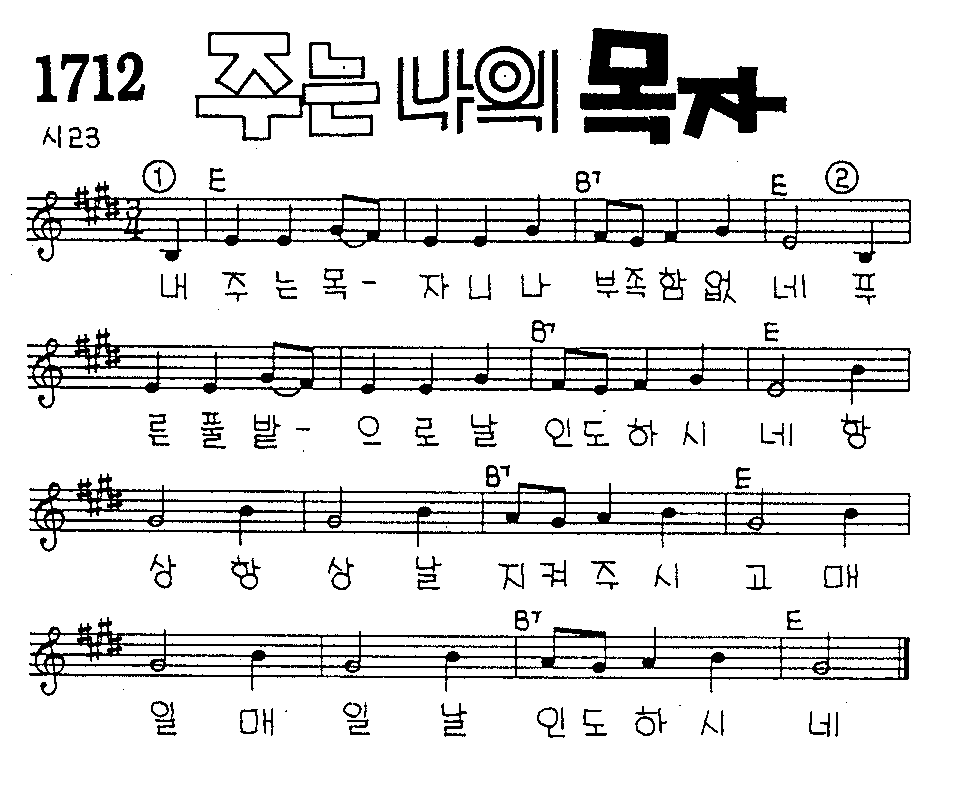 1712 주는 나의 목자
시23
① E B7 E ②
내 주 는 목 - 자 니 나 부 족 함 없 네 푸
B7 E
른 풀 밭 - 으 로 날 인 도 하 시 네 항
B7 E
상 항 상 날 지 켜 주 시 고 매
B7 E
일 매 일 날 인 도 하 시 네